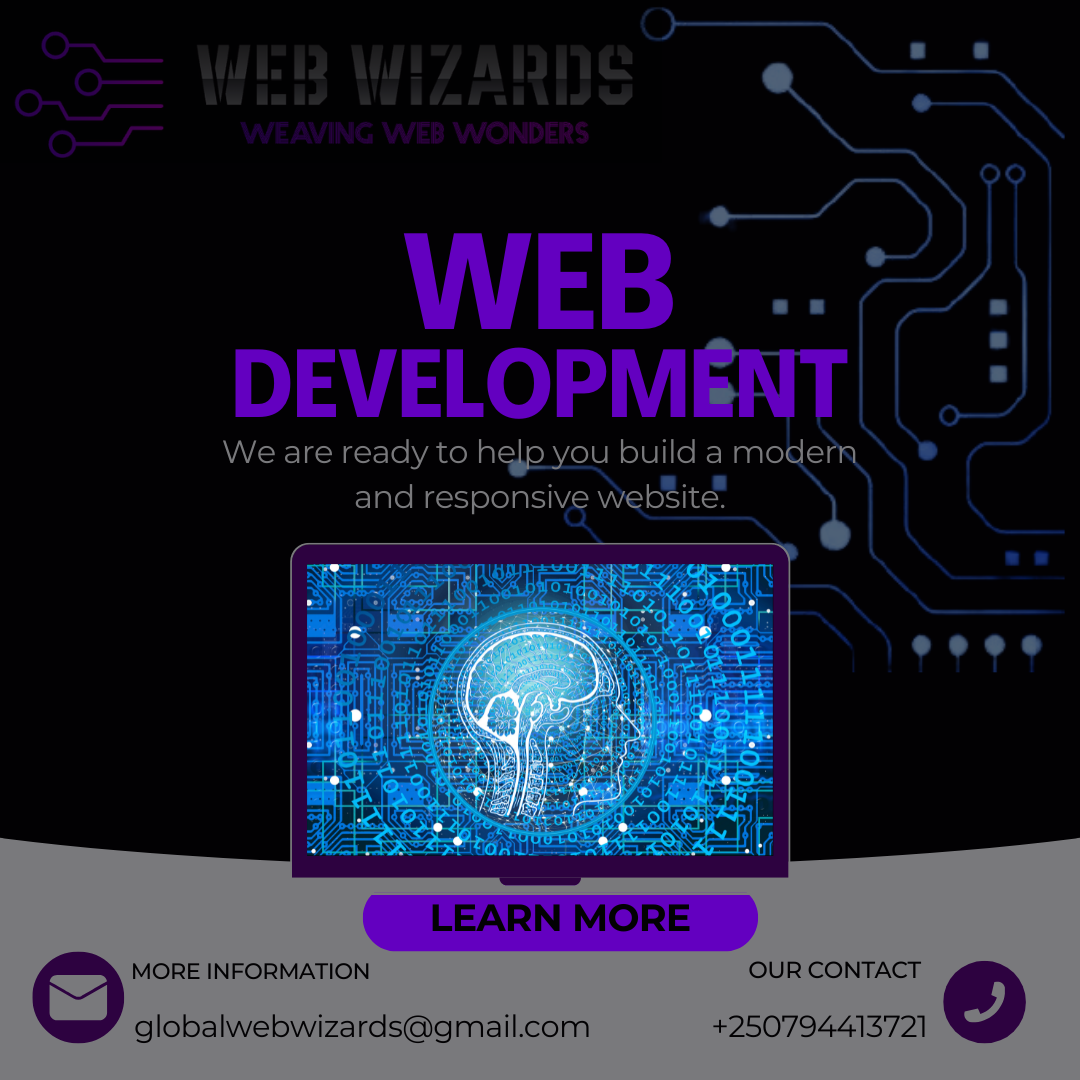 WEB WIZARDS
WEAVING WEB WONDERS
WEB
DEVELOPMENT
We are ready to help you build a modern
and responsive website.
LEARN MORE
MORE INFORMATION
globalwebwizards@gmail.com
OUR CONTACT
+250794413721